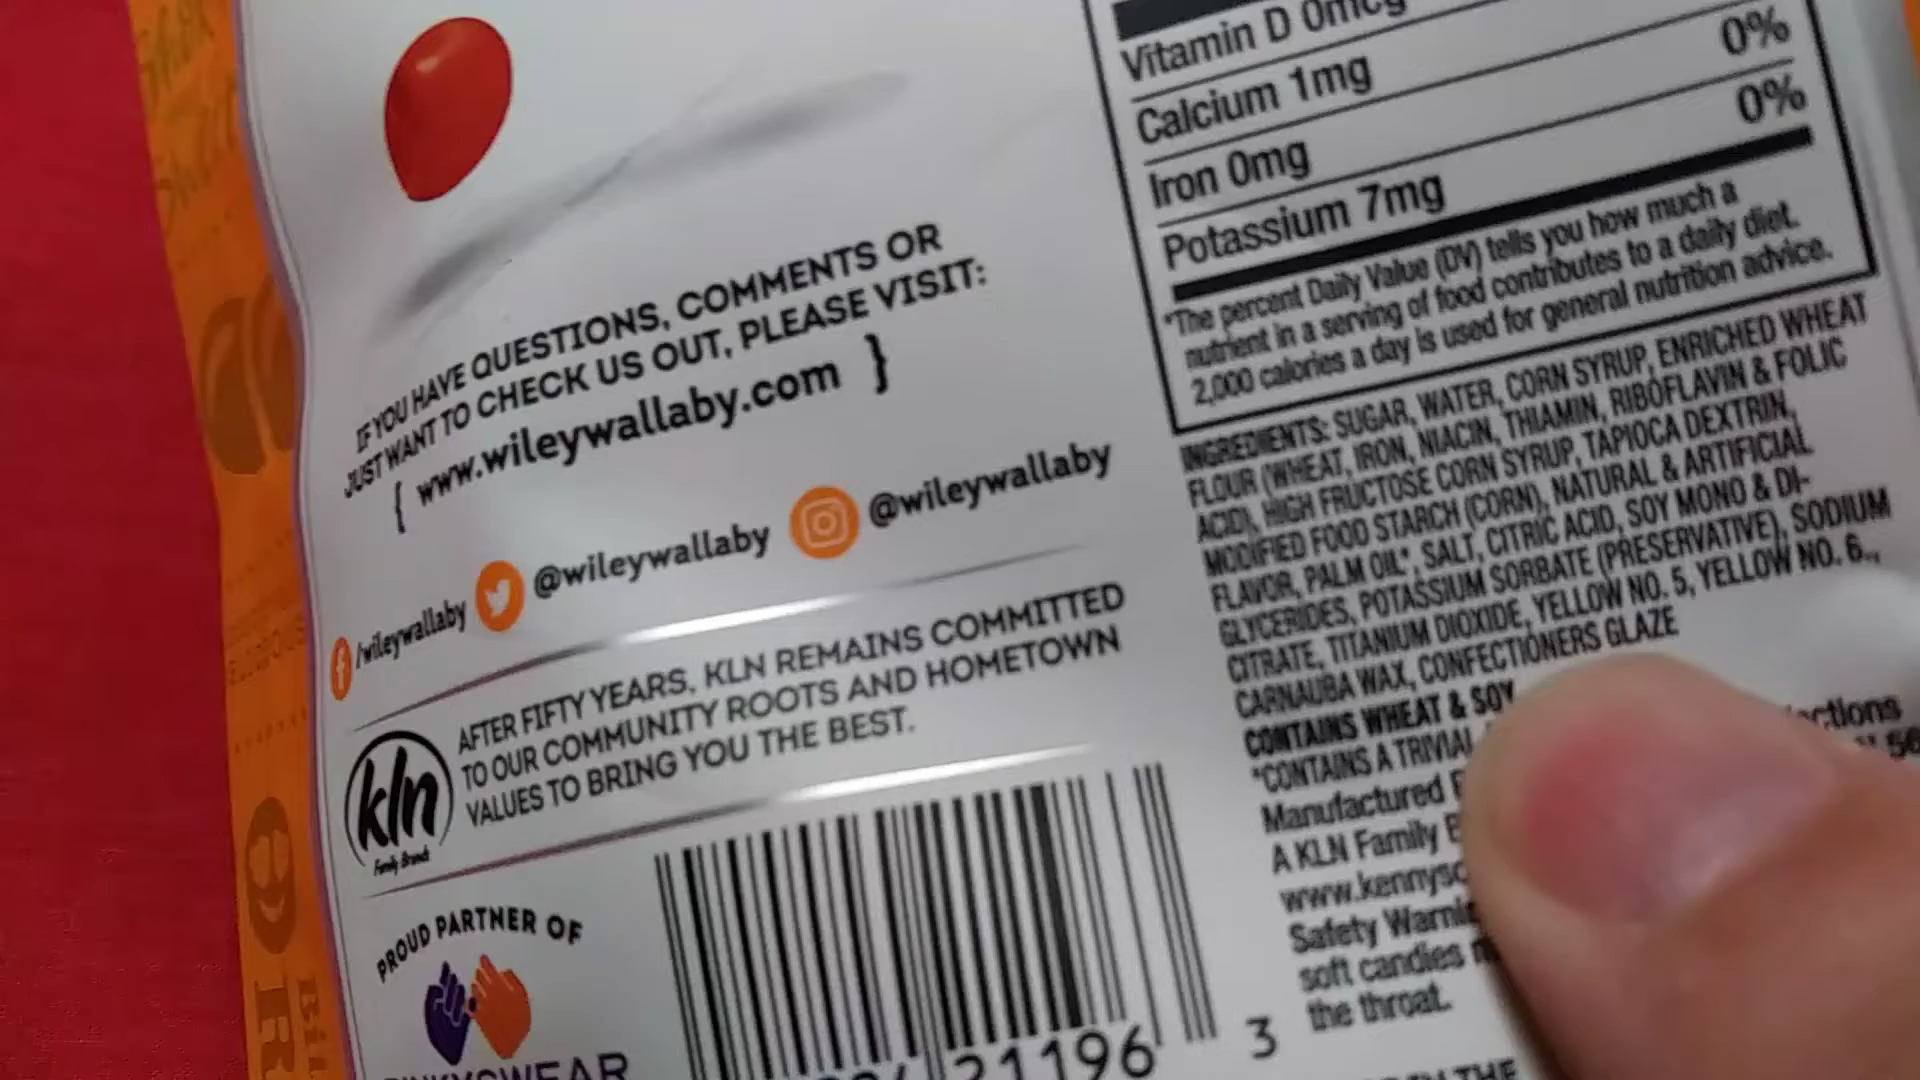 Vitamin D 0mcg
Calcium 1mg 0%
Iron 0mg 0%
Potassium 7mg
*The percent Daily Value (DV) tells you how much a
nutrient in a serving of food contributes to a daily diet.
2,000 calories a day is used for general nutrition advice.
INGREDIENTS: SUGAR, WATER, CORN SYRUP, ENRICHED WHEAT
FLOUR (WHEAT, IRON, NIACIN, THIAMIN, RIBOFLAVIN & FOLIC
ACID), HIGH FRUCTOSE CORN SYRUP, TAPIOCA DEXTRIN,
MODIFIED FOOD STARCH (CORN), NATURAL & ARTIFICIAL
FLAVOR, PALM OIL*, SALT, CITRIC ACID, SOY MONO & DI-
GLYCERIDES, POTASSIUM SORBATE (PRESERVATIVE), SODIUM
CITRATE, TITANIUM DIOXIDE, YELLOW NO. 5, YELLOW NO. 6.,
CARNAUBA WAX, CONFECTIONERS GLAZE
CONTAINS WHEAT & SOY
*CONTAINS A TRIVIAL
Manufactured
A KLN Family
Safety
soft candies
the throat.
IF YOU HAVE QUESTIONS, COMMENTS OR
JUST WANT TO CHECK US OUT, PLEASE VISIT:
{ www.wileywallaby.com }
/wileywallaby @wileywallaby @wileywallaby
kln
Family Brands
AFTER FIFTY YEARS, KLN REMAINS COMMITTED
TO OUR COMMUNITY ROOTS AND HOMETOWN
VALUES TO BRING YOU THE BEST.
PROUD PARTNER OF
21196 3